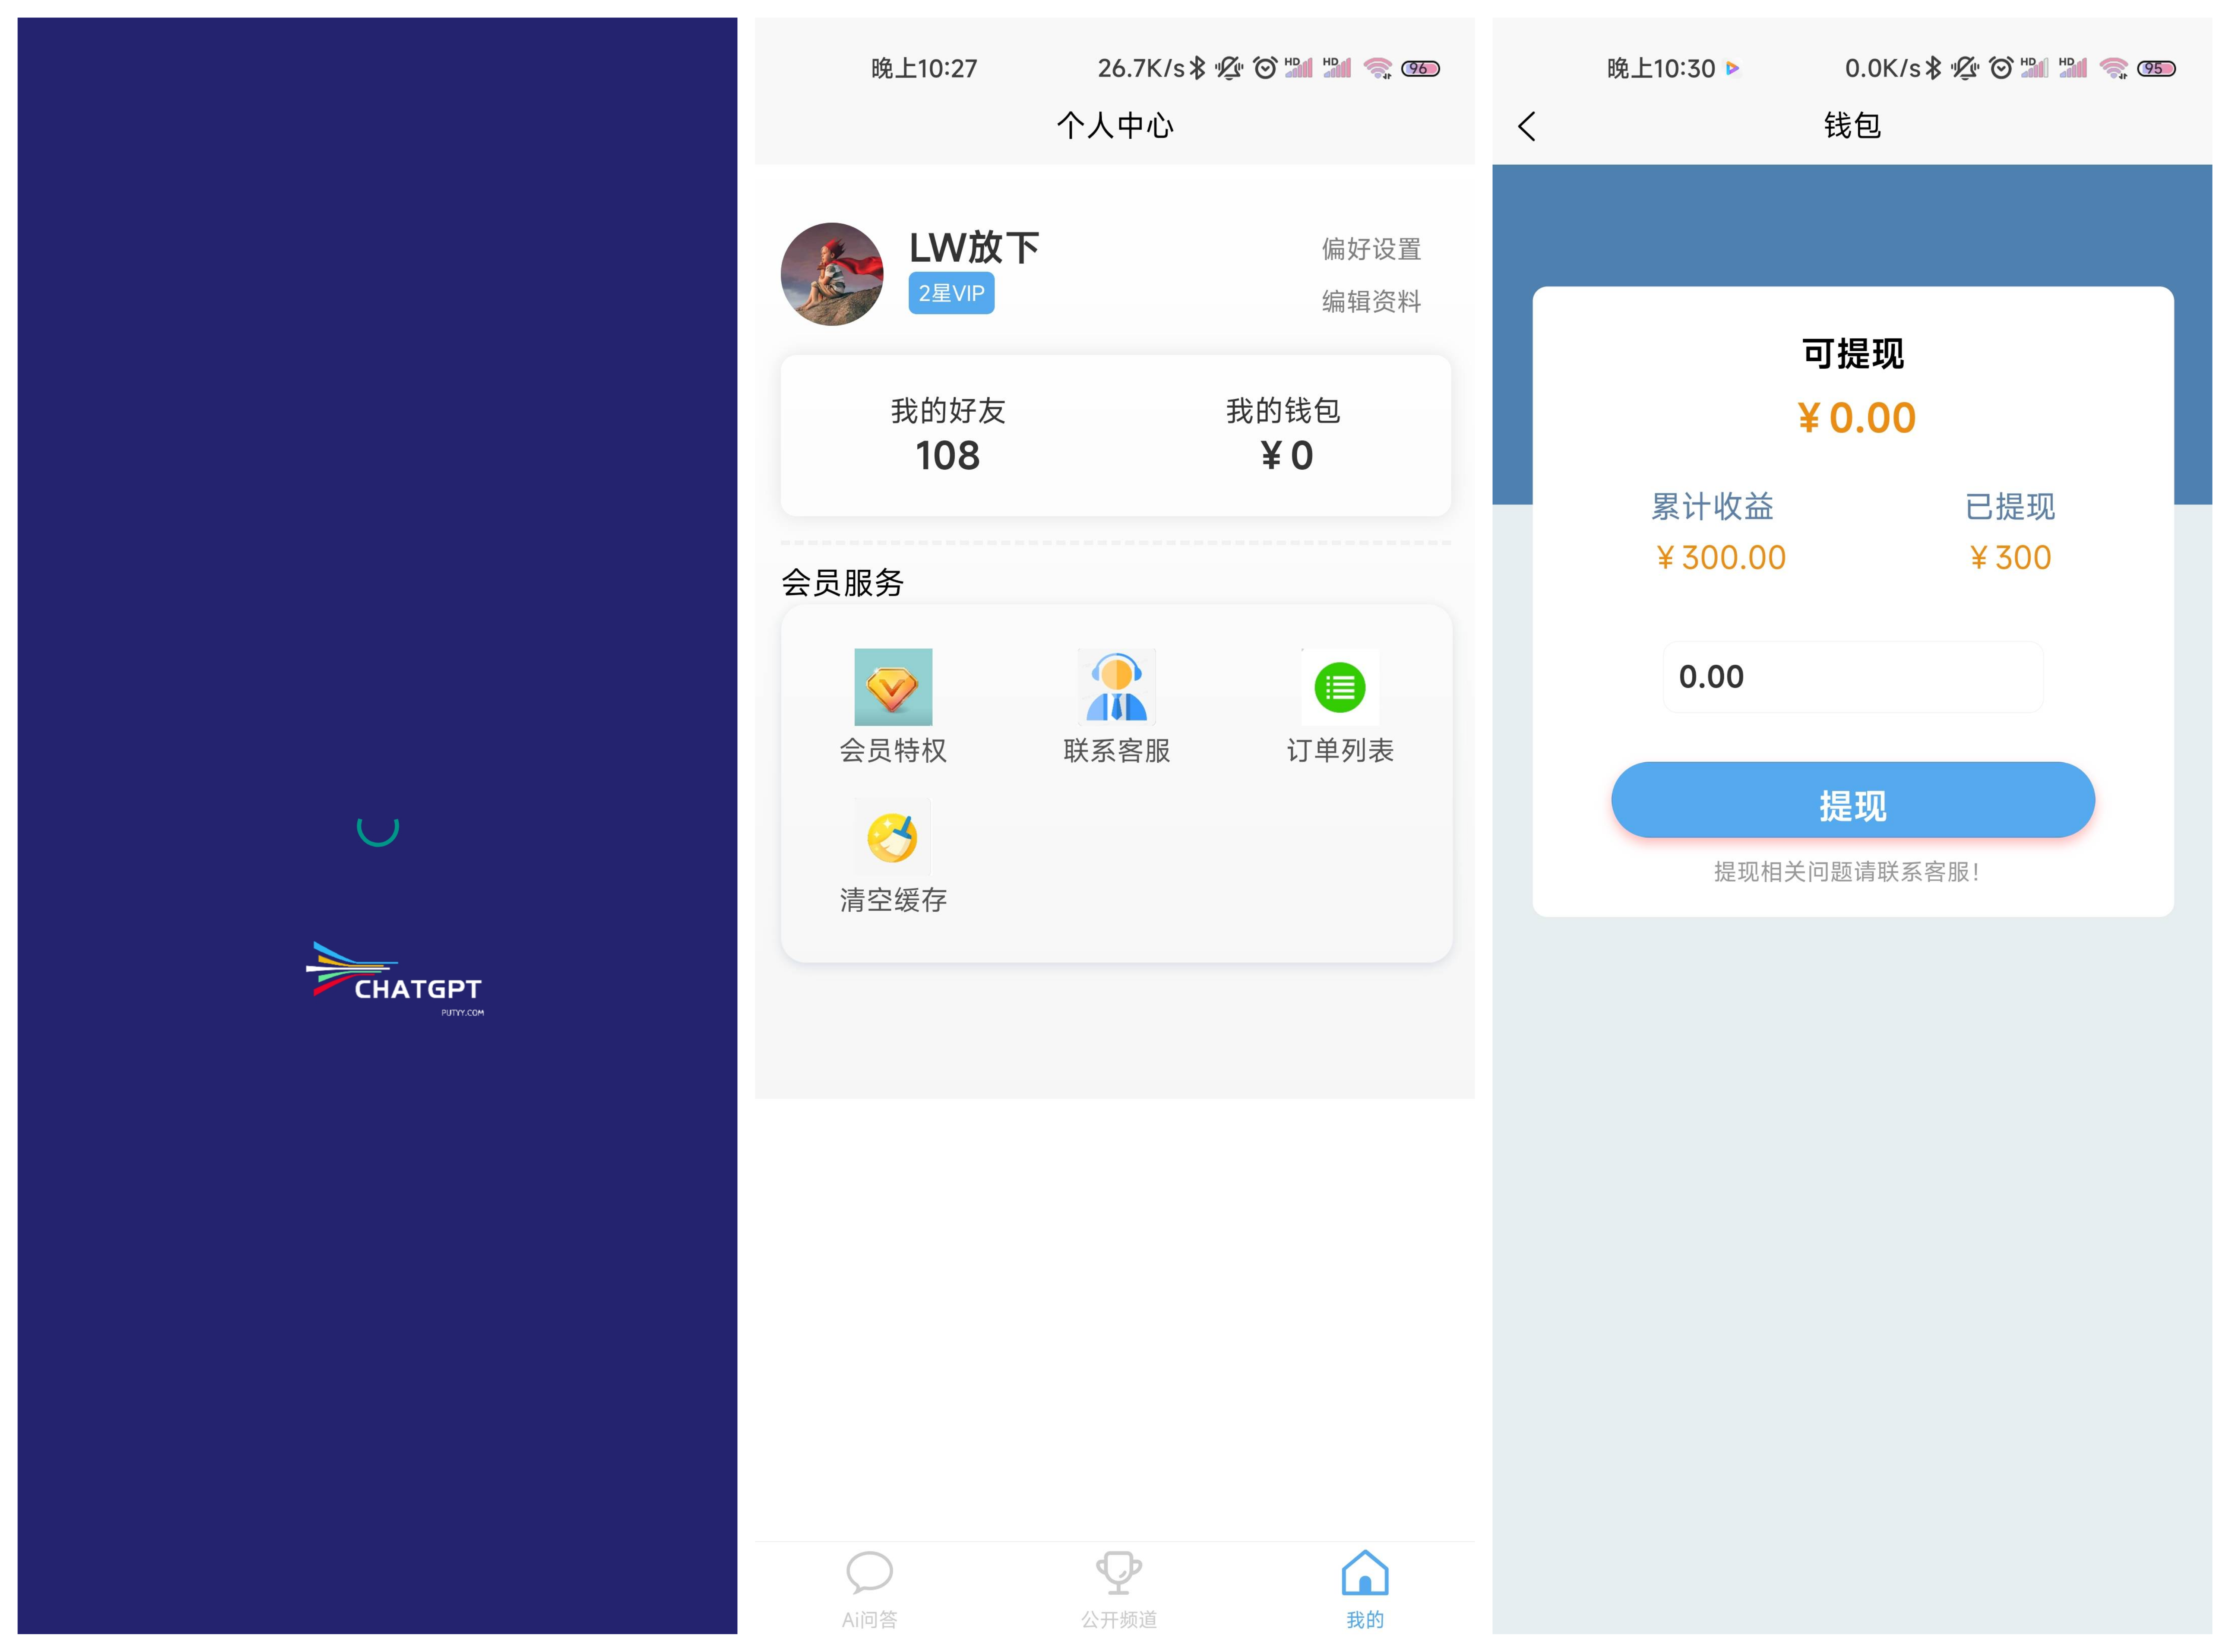 CHATGPT
PUTYY.COM
晚上10:27
26.7K/s HD HD 96
个人中心
LW放下
2星VIP
偏好设置
编辑资料
我的好友
108
我的钱包
¥0
会员服务
会员特权
联系客服
订单列表
清空缓存
Ai问答
公开频道
我的
晚上10:30
0.0K/s HD HD 95
钱包
可提现
¥0.00
累计收益
¥300.00
已提现
¥300
0.00
提现
提现相关问题请联系客服!